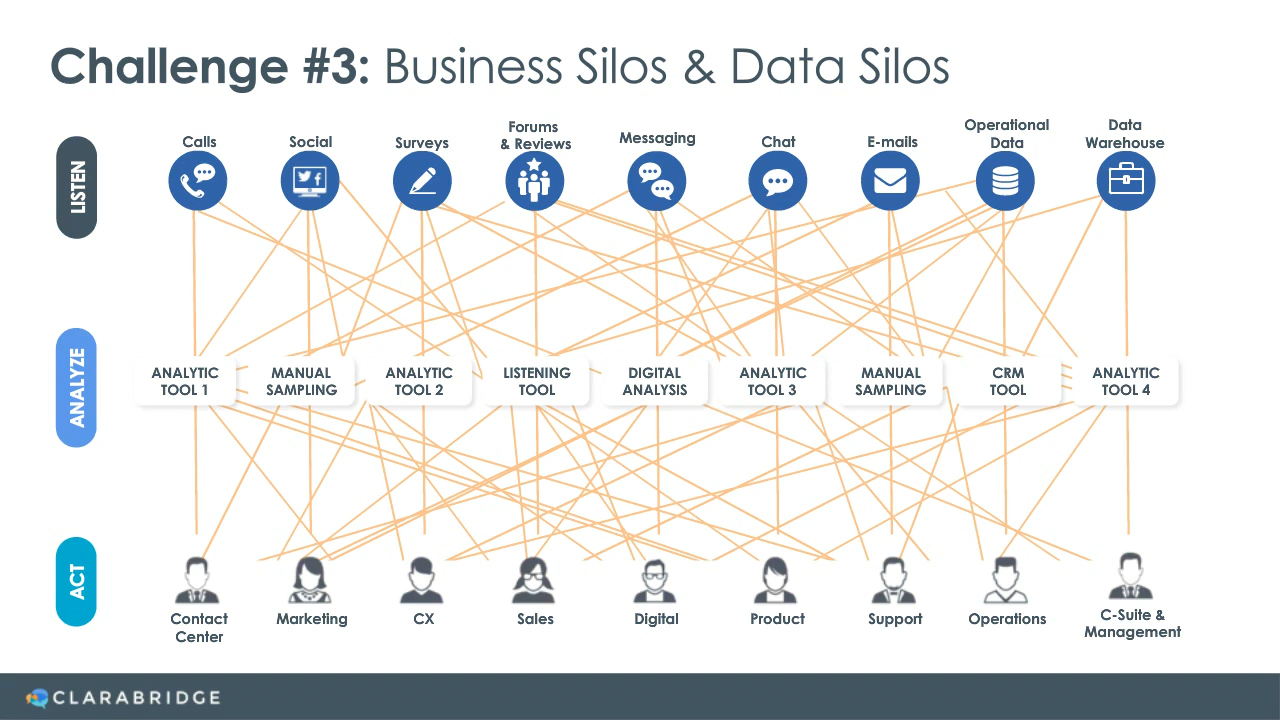 Challenge #3: Business Silos & Data Silos
LISTEN
Calls
Social
Surveys
Forums
& Reviews
Messaging
Chat
E-mails
Operational
Data
Data
Warehouse
ANALYZE
ANALYTIC
TOOL 1
MANUAL
SAMPLING
ANALYTIC
TOOL 2
LISTENING
TOOL
DIGITAL
ANALYSIS
ANALYTIC
TOOL 3
MANUAL
SAMPLING
CRM
TOOL
ANALYTIC
TOOL 4
ACT
Contact
Center
Marketing
CX
Sales
Digital
Product
Support
Operations
C-Suite &
Management
CLARABRIDGE